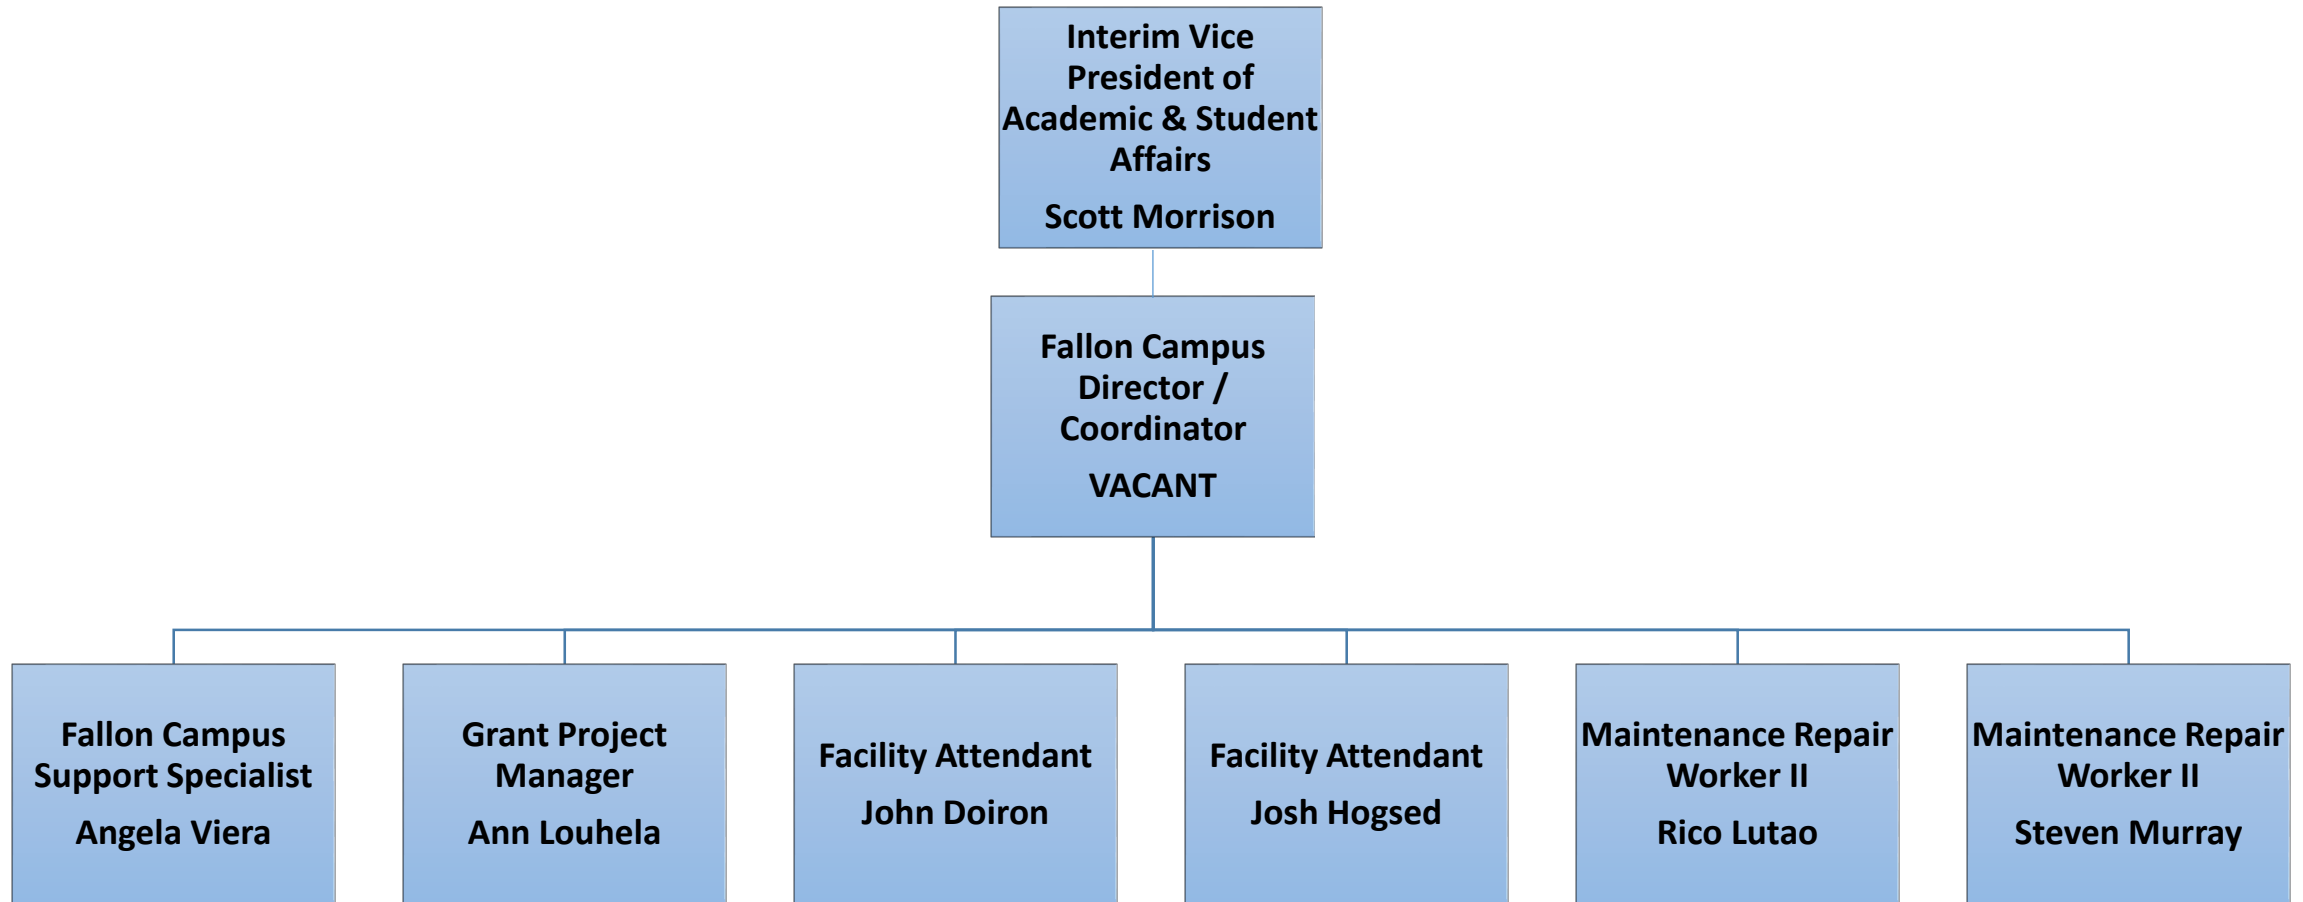 Interim Vice
President of
Academic & Student
Affairs
Scott Morrison
Fallon Campus
Director /
Coordinator
VACANT
Fallon Campus
Support Specialist
Angela Viera
Grant Project
Manager
Ann Louhela
Facility Attendant
John Doiron
Facility Attendant
Josh Hogsed
Maintenance Repair
Worker II
Rico Lutao
Maintenance Repair
Worker II
Steven Murray